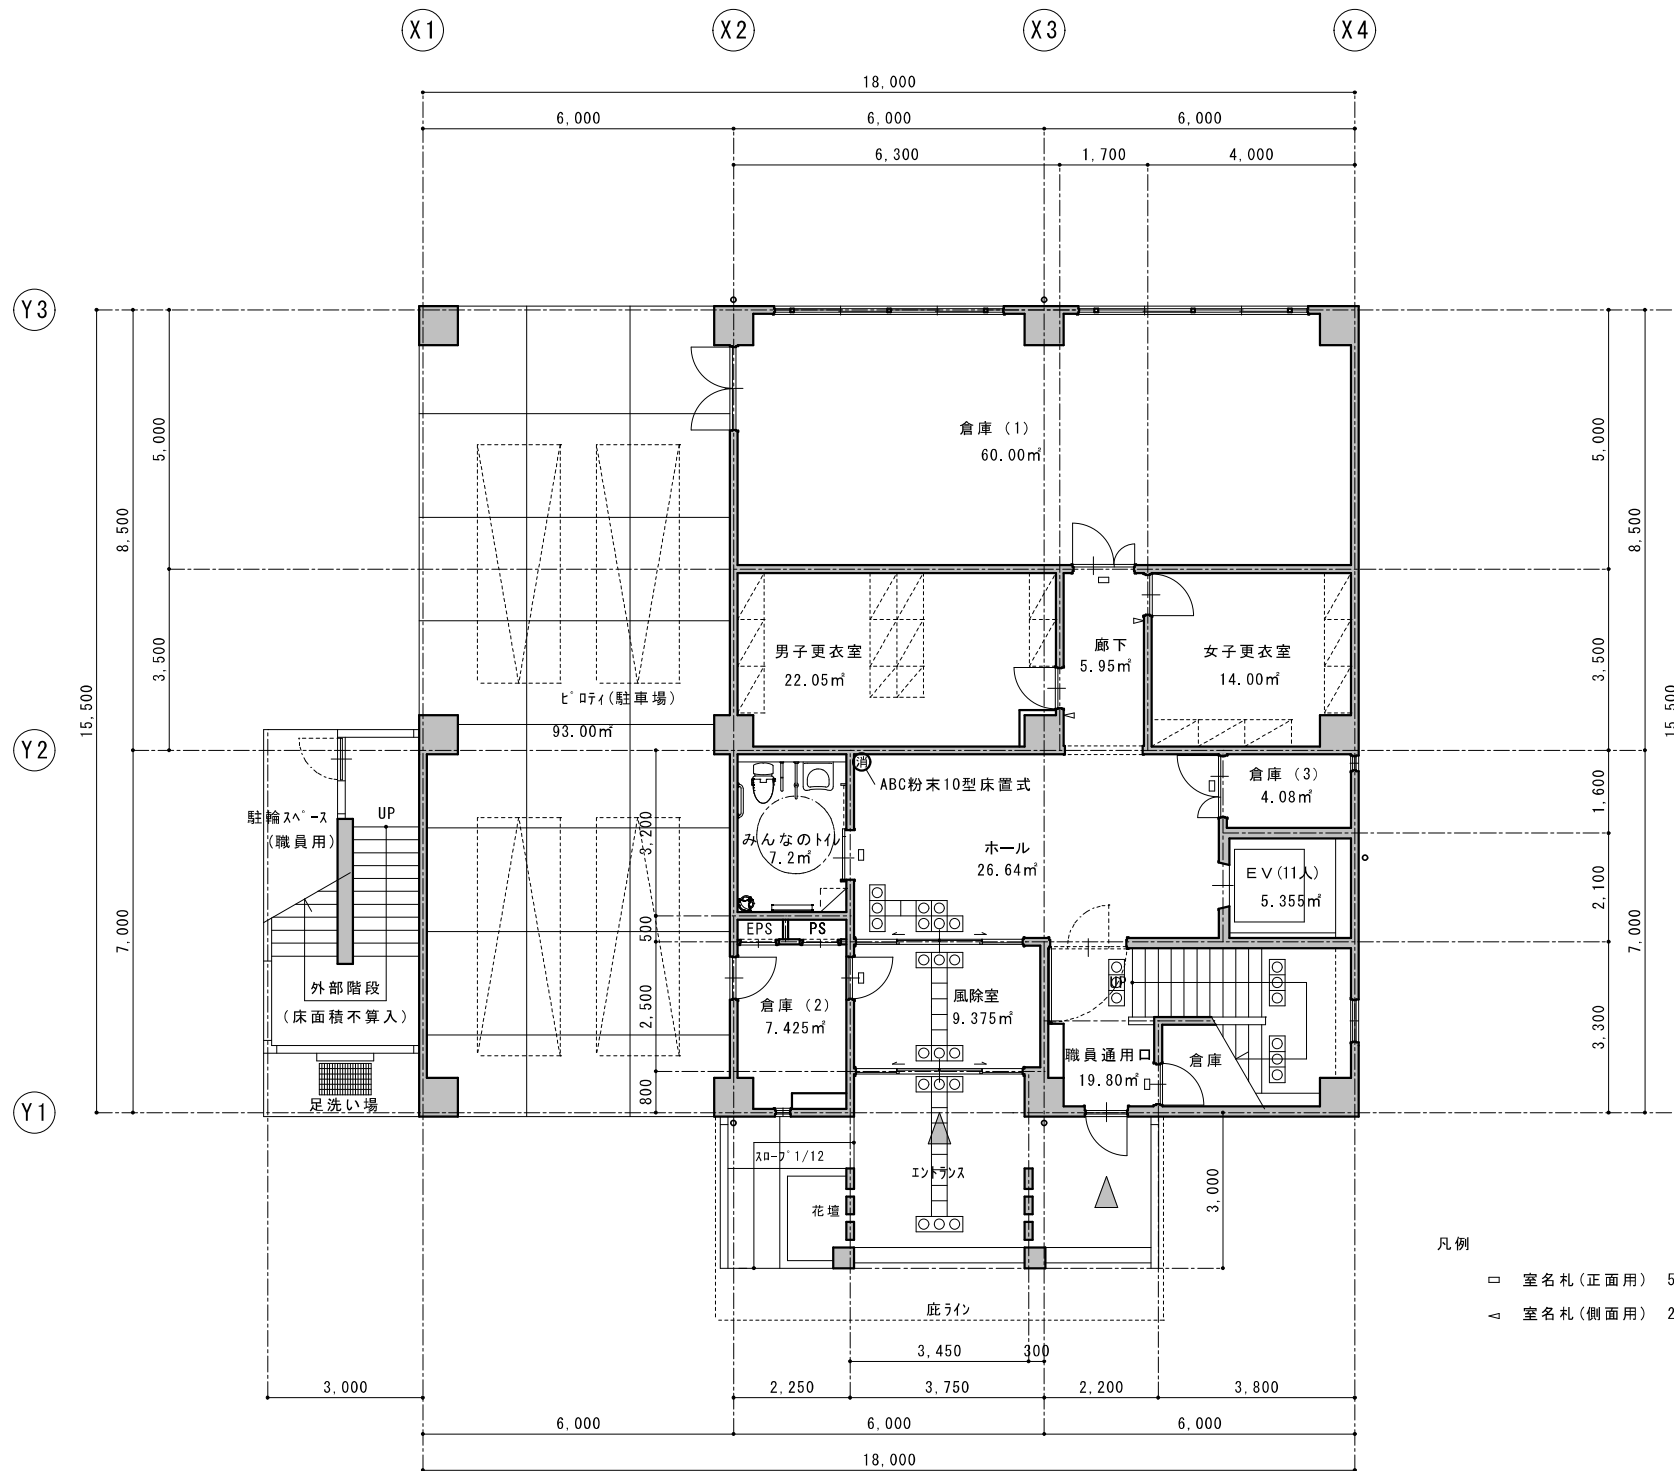 X1
X2
X3
X4
18,000
6,000
6,000
6,000
6,300
1,700
4,000
Y3
Y2
Y1
15,500
8,500
7,000
5,000
3,500
倉庫（1）
60.00㎡
男子更衣室
22.05㎡
廊下
5.95㎡
女子更衣室
14.00㎡
ﾋﾟﾛﾃｨ(駐車場)
93.00㎡
消
ABC粉末10型床置式
倉庫（3）
4.08㎡
駐輪ｽﾍﾟｰｽ
(職員用)
UP
みんなのﾄｲﾚ
7.2㎡
ホール
26.64㎡
ＥＶ(11人)
5.355㎡
EPS
PS
外部階段
(床面積不算入)
足洗い場
倉庫（2）
7.425㎡
風除室
9.375㎡
UP
職員通用口
19.80㎡
倉庫
ｽﾛｰﾌﾟ1/12
エントランス
花壇
庇ﾗｲﾝ
3,200
500
2,500
800
5,000
3,500
1,600
2,100
3,300
8,500
7,000
15,500
3,000
凡例
室名札(正面用) 5
室名札(側面用) 2
3,450
300
3,000
2,250
3,750
2,200
3,800
6,000
6,000
6,000
18,000